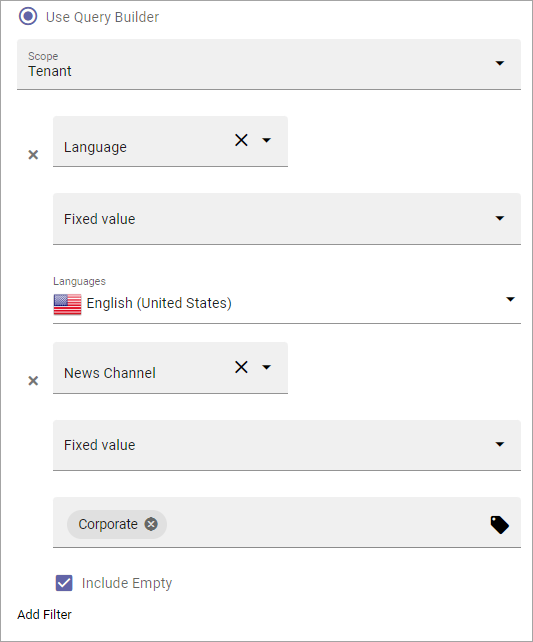 Use Query Builder
Scope
Tenant
Language
Fixed value
Languages
English (United States)
News Channel
Fixed value
Corporate
Include Empty
Add Filter